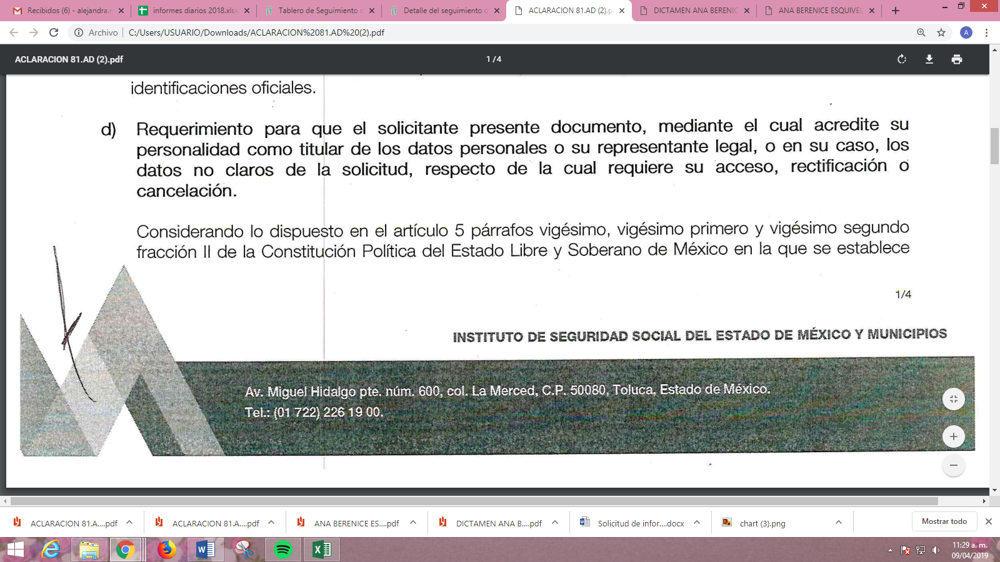 Recibidos (6) - alejandra.
informes diarios 2018.xlsx
Tablero de Seguimiento d
Detalle del seguimiento d
ACLARACION 81.AD (2).p
DICTAMEN ANA BERENIC
ANA BERENICE ESQUIVEL
Archivo
C:/Users/USUARIO/Downloads/ACLARACION%2081.AD%20(2).pdf
A
ACLARACION 81.AD (2).pdf
1 / 4
identificaciones oficiales.
d) Requerimiento para que el solicitante presente documento, mediante el cual acredite su
personalidad como titular de los datos personales o su representante legal, o en su caso, los
datos no claros de la solicitud, respecto de la cual requiere su acceso, rectificación o
cancelación.
Considerando lo dispuesto en el artículo 5 párrafos vigésimo, vigésimo primero y vigésimo segundo
fracción II de la Constitución Política del Estado Libre y Soberano de México en la que se establece
1/4
INSTITUTO DE SEGURIDAD SOCIAL DEL ESTADO DE MÉXICO Y MUNICIPIOS
Av. Miguel Hidalgo pte. núm. 600, col. La Merced, C.P. 50080, Toluca, Estado de México.
Tel.: (01 722) 226 19 00.
ACLARACION 81.A....pdf
ACLARACION 81.A....pdf
ANA BERENICE ES....pdf
DICTAMEN ANA B....pdf
Solicitud de infor....docx
chart (3).png
Mostrar todo
11:29 a. m.
09/04/2019